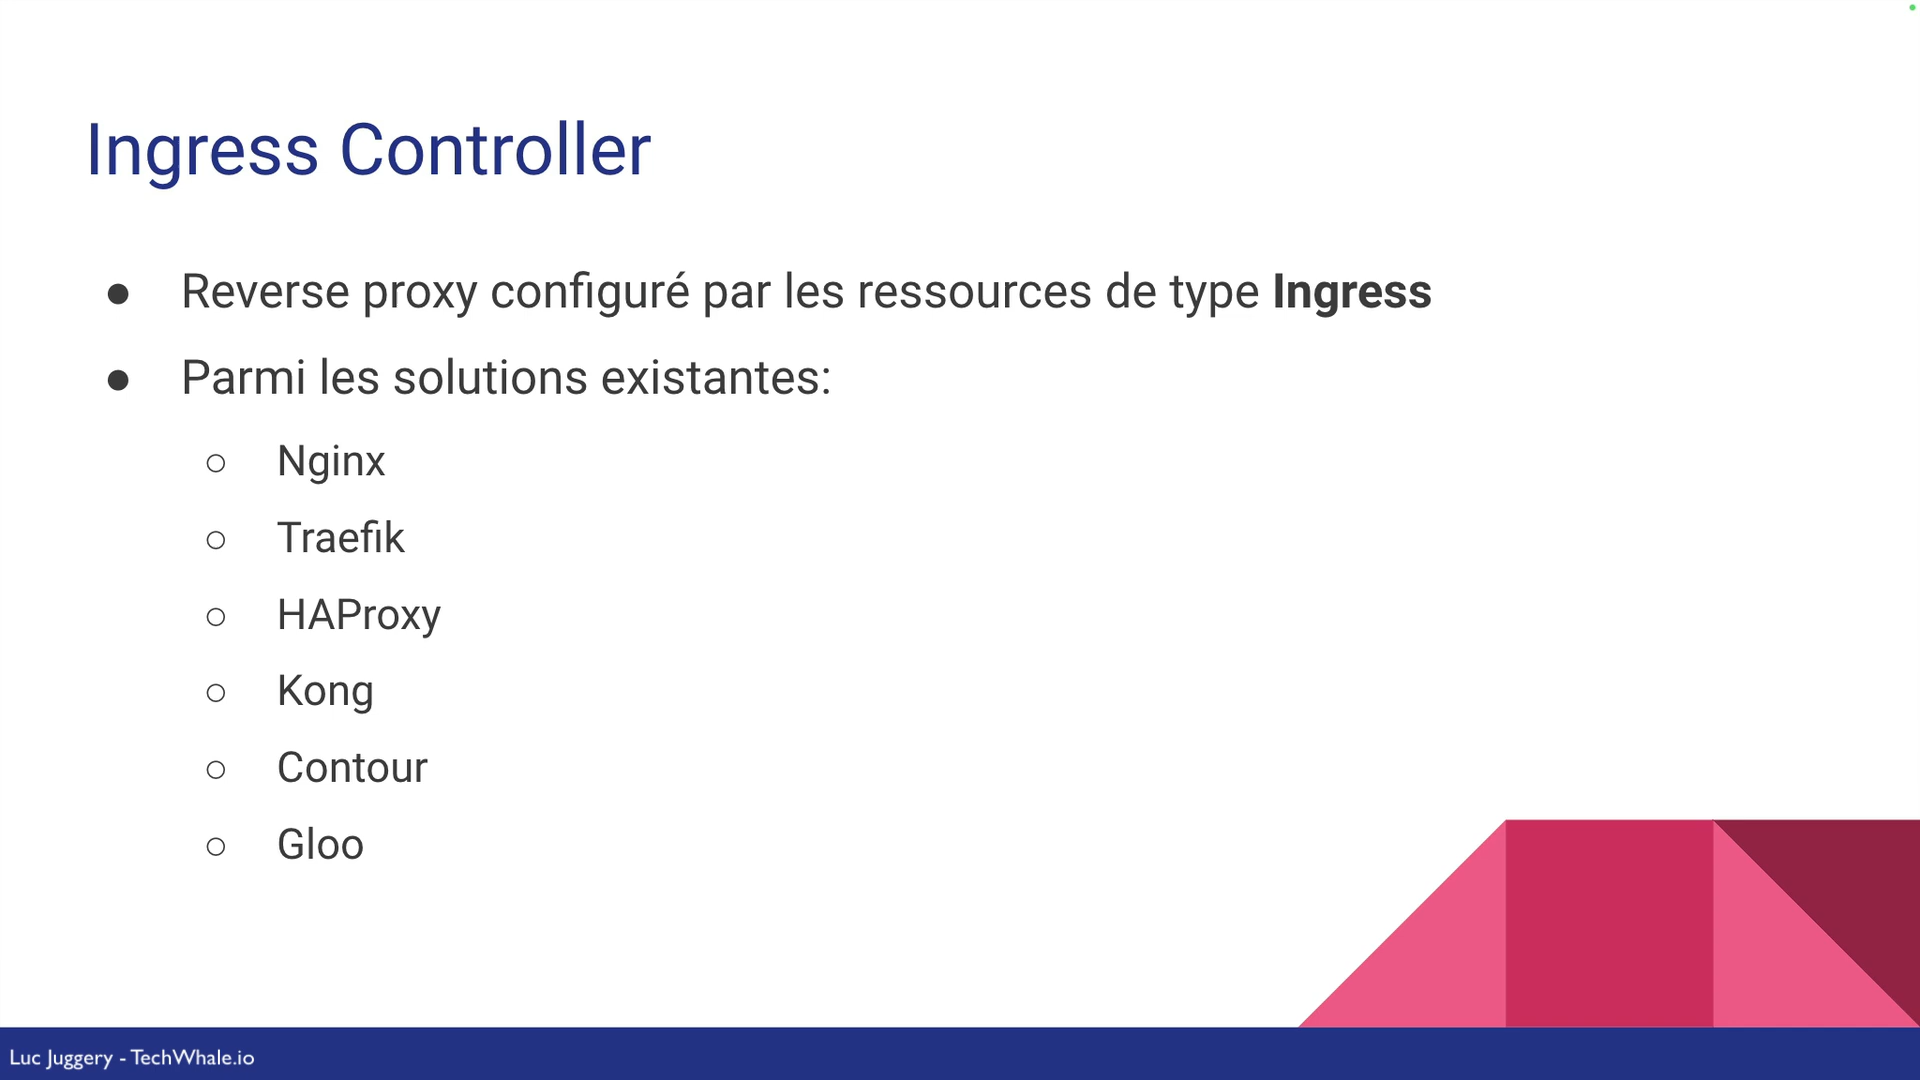 Ingress Controller
● Reverse proxy configuré par les ressources de type Ingress
● Parmi les solutions existantes:
○ Nginx
○ Traefik
○ HAProxy
○ Kong
○ Contour
○ Gloo
Luc Juggery - TechWhale.io